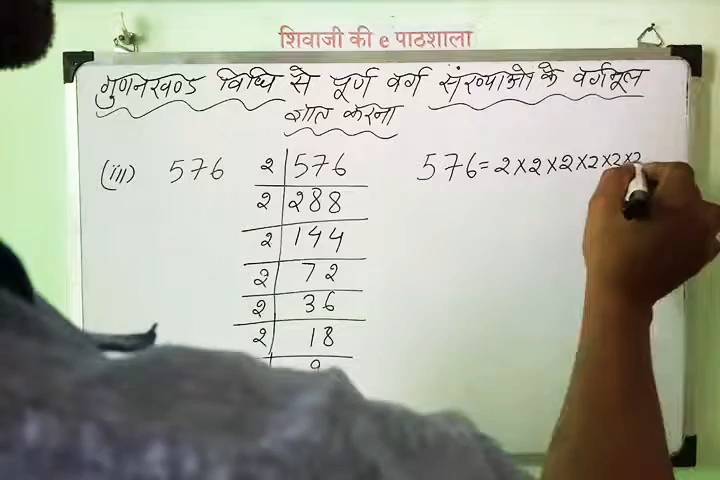 शिवाजी की e पाठशाला
गुणनखण्ड विधि से पूर्ण वर्ग संख्याओं के वर्गमूल
ज्ञात करना
(iii) 576
2 576
2 288
2 144
2 72
2 36
2 18
9
576=2×2×2×2×2×2